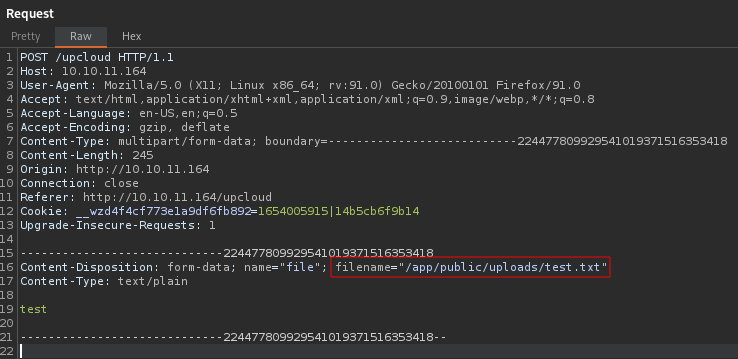 Request
Pretty Raw Hex
1 POST /upcloud HTTP/1.1
2 Host: 10.10.11.164
3 User-Agent: Mozilla/5.0 (X11; Linux x86_64; rv:91.0) Gecko/20100101 Firefox/91.0
4 Accept: text/html,application/xhtml+xml,application/xml;q=0.9,image/webp,*/*;q=0.8
5 Accept-Language: en-US,en;q=0.5
6 Accept-Encoding: gzip, deflate
7 Content-Type: multipart/form-data; boundary=---------------------------224477809929541019371516353418
8 Content-Length: 245
9 Origin: http://10.10.11.164
10 Connection: close
11 Referer: http://10.10.11.164/upcloud
12 Cookie: __wzd4f4cf773e1a9df6fb892=1654005915|14b5cb6f9b14
13 Upgrade-Insecure-Requests: 1
14
15 -----------------------------224477809929541019371516353418
16 Content-Disposition: form-data; name="file"; filename="/app/public/uploads/test.txt"
17 Content-Type: text/plain
18
19 test
20
21 -----------------------------224477809929541019371516353418--
22